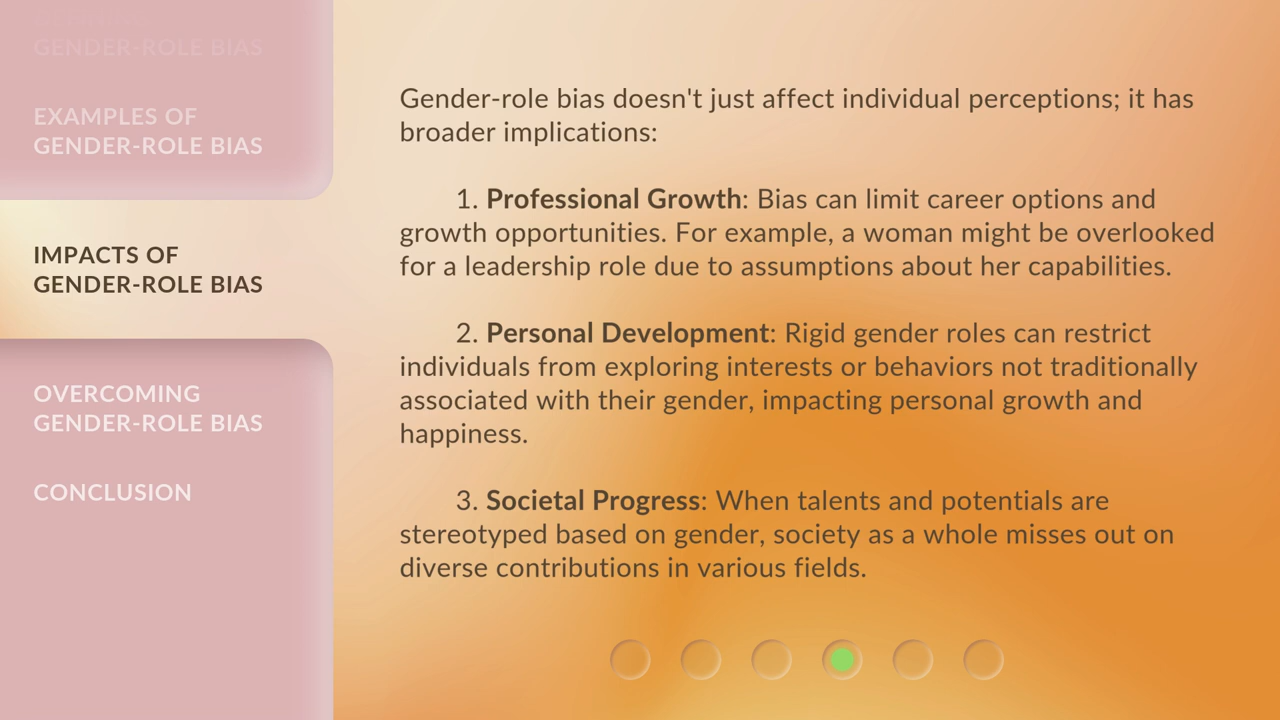 GENDER-ROLE BIAS
EXAMPLES OF
GENDER-ROLE BIAS
IMPACTS OF
GENDER-ROLE BIAS
OVERCOMING
GENDER-ROLE BIAS
CONCLUSION
Gender-role bias doesn't just affect individual perceptions; it has
broader implications:
1. Professional Growth: Bias can limit career options and
growth opportunities. For example, a woman might be overlooked
for a leadership role due to assumptions about her capabilities.
2. Personal Development: Rigid gender roles can restrict
individuals from exploring interests or behaviors not traditionally
associated with their gender, impacting personal growth and
happiness.
3. Societal Progress: When talents and potentials are
stereotyped based on gender, society as a whole misses out on
diverse contributions in various fields.